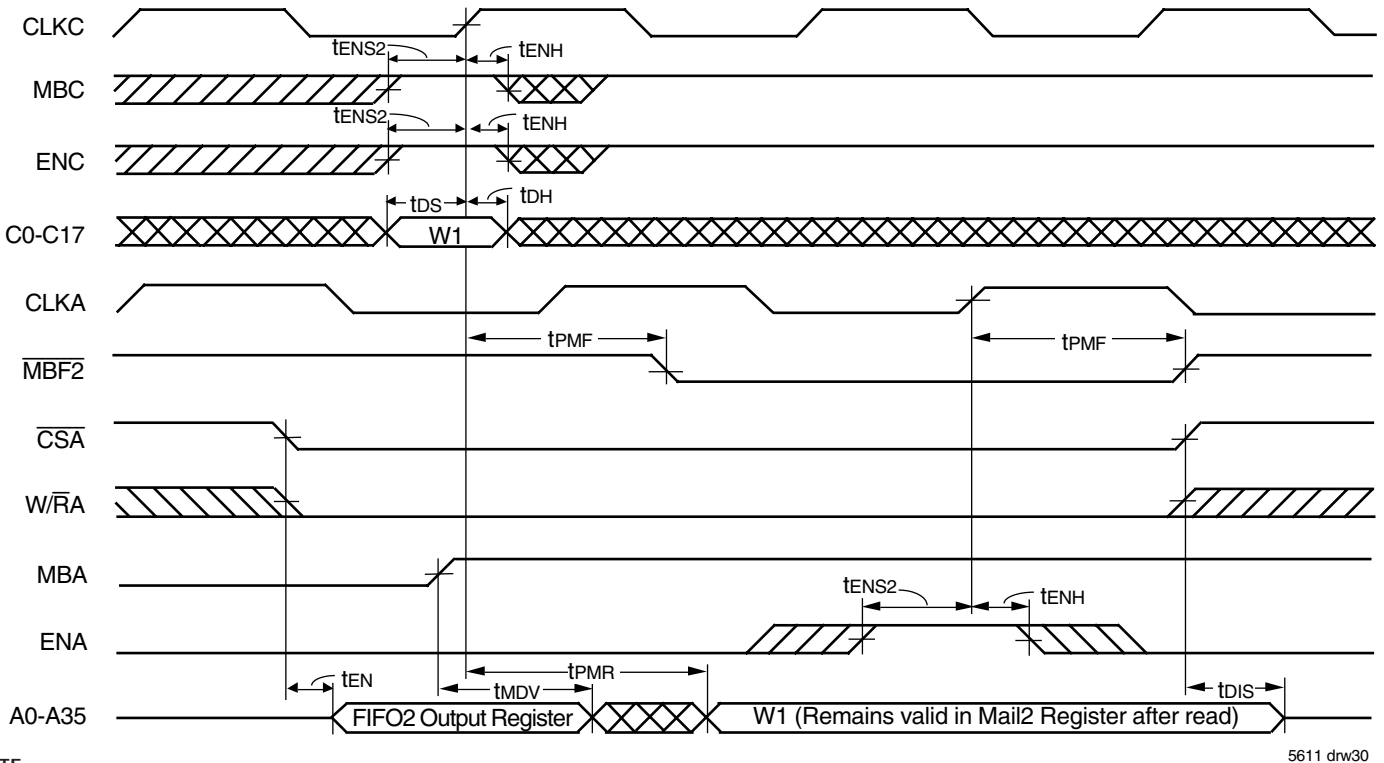 CLKC
tENS2
tENH
MBC
tENS2
tENH
ENC
tDS
tDH
C0-C17
W1
CLKA
tPMF
tPMF
MBF2
CSA
W/RA
MBA
tENS2
tENH
ENA
tPMR
tEN
tMDV
tDIS
A0-A35
FIFO2 Output Register
W1 (Remains valid in Mail2 Register after read)
5611 drw30